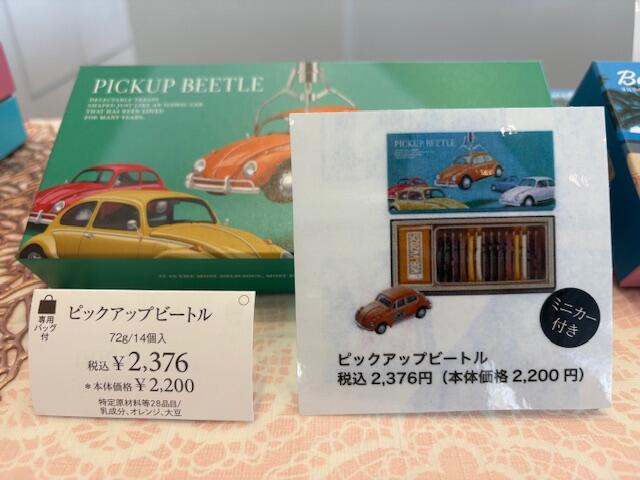 PICKUP BEETLE
DELECTABLE TREATS
SHAPED JUST LIKE AN ICONIC CAR
THAT HAS BEEN LOVED
FOR MANY YEARS.
専用
バッグ
付
ピックアップビートル
72g/14個入
税込 ¥2,376
*本体価格 ¥2,200
特定原材料等28品目/
乳成分、オレンジ、大豆
PICKUP BEETLE
ミニカー
付き
ピックアップビートル
税込 2,376円（本体価格 2,200 円）